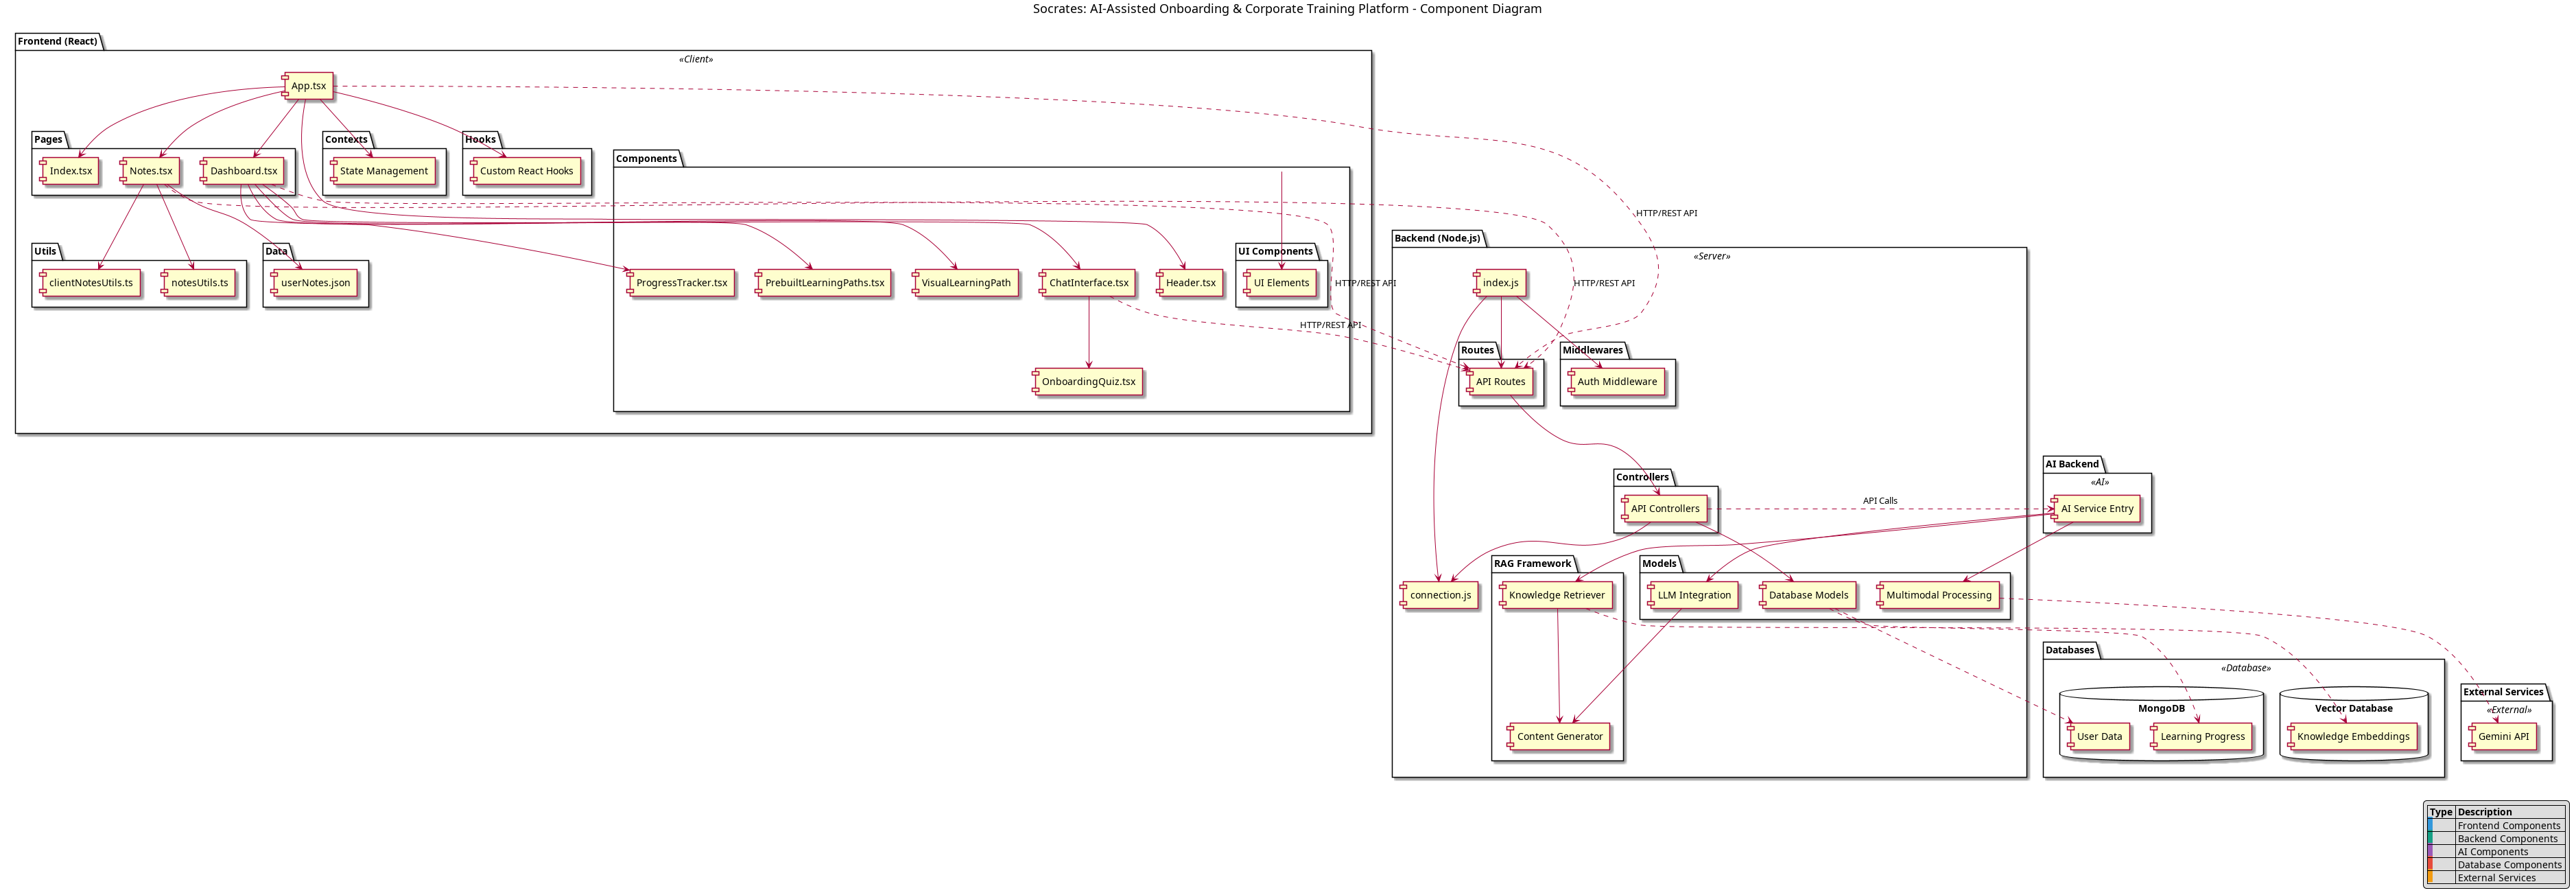 Socrates: AI-Assisted Onboarding & Corporate Training Platform - Component Diagram
Frontend (React)
«Client»
App.tsx
Pages
Index.tsx
Notes.tsx
Dashboard.tsx
Contexts
State Management
Hooks
Custom React Hooks
Components
Utils
clientNotesUtils.ts
notesUtils.ts
Data
userNotes.json
ProgressTracker.tsx
PrebuiltLearningPaths.tsx
VisualLearningPath
ChatInterface.tsx
Header.tsx
UI Components
UI Elements
OnboardingQuiz.tsx
HTTP/REST API
HTTP/REST API
HTTP/REST API
HTTP/REST API
Backend (Node.js)
«Server»
index.js
Routes
API Routes
Middlewares
Auth Middleware
Controllers
API Controllers
API Calls
AI Backend
«AI»
AI Service Entry
connection.js
RAG Framework
Knowledge Retriever
Content Generator
Models
LLM Integration
Database Models
Multimodal Processing
Databases
«Database»
MongoDB
User Data
Learning Progress
Vector Database
Knowledge Embeddings
External Services
«External»
Gemini API
Type Description
Frontend Components
Backend Components
AI Components
Database Components
External Services